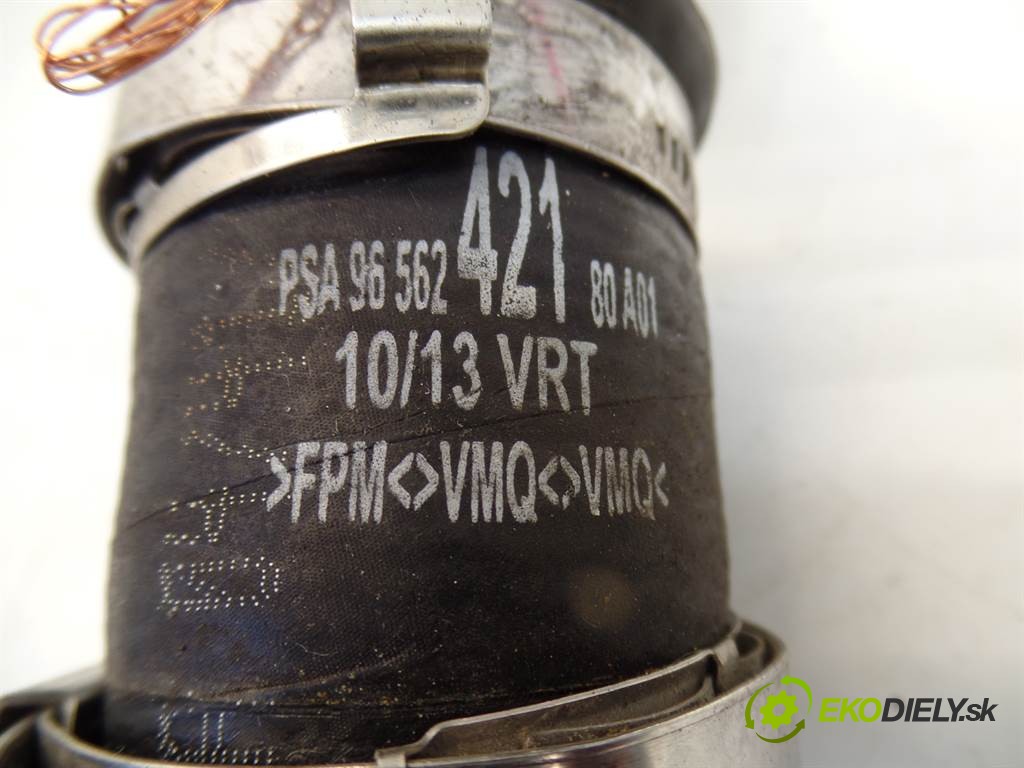 PSA 96 562 421 80 A01
10/13 VRT
>FPM<>VMQ<>VMQ<
EKODIELY.sk